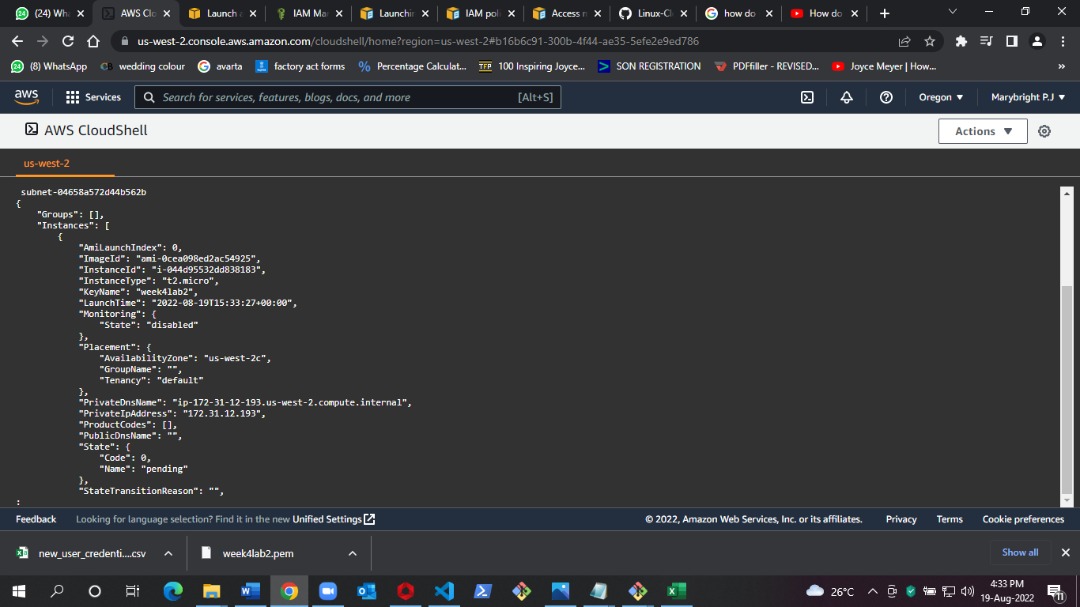 (24) Wha
AWS Clo
Launch
IAM Ma
Launchin
IAM pol
Access
Linux-Cl
how do
How do
us-west-2.console.aws.amazon.com/cloudshell/home?region=us-west-2#b16b6c91-300b-4f44-ae35-5efe2e9ed786
(8) WhatsApp
wedding colour
avarta
factory act forms
Percentage Calculat...
100 Inspiring Joyce...
SON REGISTRATION
PDFfiller - REVISED...
Joyce Meyer | How...
»
aws
Services
Search for services, features, blogs, docs, and more
[Alt+S]
Oregon ▼
Marybright P.J ▼
AWS CloudShell
Actions ▼
us-west-2
subnet-04658a572d44b562b
{
"Groups": [],
"Instances": [
{
"AmiLaunchIndex": 0,
"ImageId": "ami-0cea098ed2ac54925",
"InstanceId": "i-044d95532dd838183",
"InstanceType": "t2.micro",
"KeyName": "week4lab2",
"LaunchTime": "2022-08-19T15:33:27+00:00",
"Monitoring": {
"State": "disabled"
},
"Placement": {
"AvailabilityZone": "us-west-2c",
"GroupName": "",
"Tenancy": "default"
},
"PrivateDnsName": "ip-172-31-12-193.us-west-2.compute.internal",
"PrivateIpAddress": "172.31.12.193",
"ProductCodes": [],
"PublicDnsName": "",
"State": {
"Code": 0,
"Name": "pending"
},
"StateTransitionReason": "",
:
Feedback
Looking for language selection? Find it in the new Unified Settings
© 2022, Amazon Web Services, Inc. or its affiliates.
Privacy
Terms
Cookie preferences
new_user_credenti....csv
week4lab2.pem
Show all
26°C
4:33 PM
19-Aug-2022
11